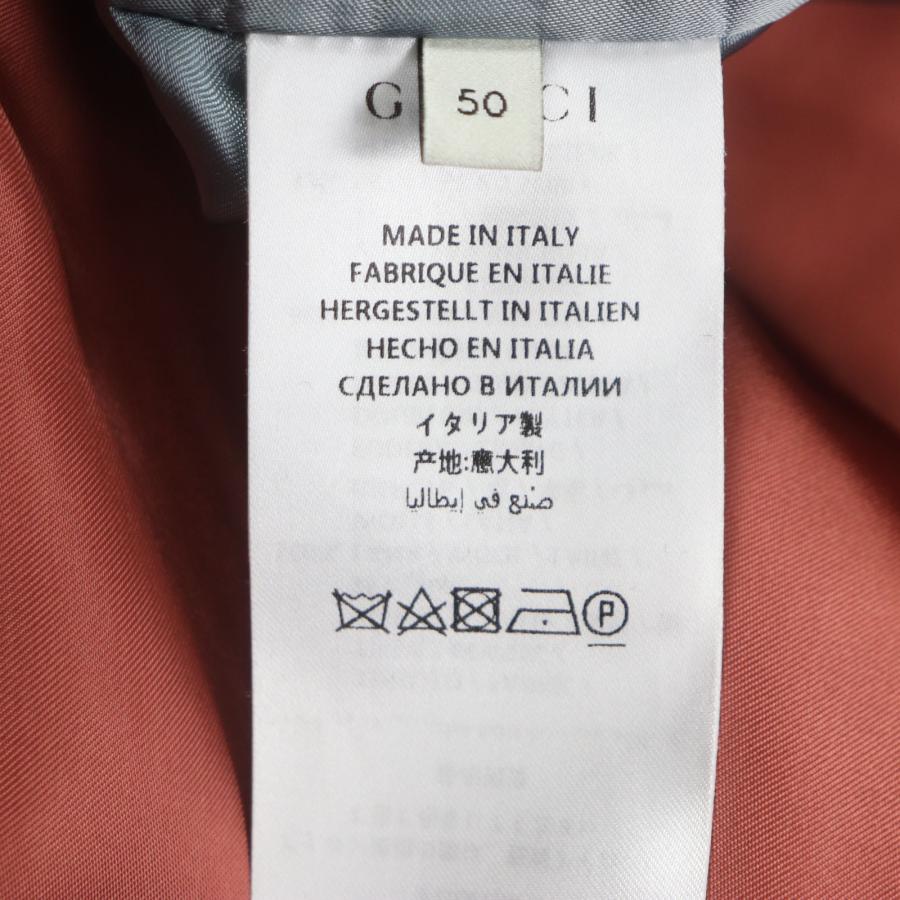 G CI
50
MADE IN ITALY
FABRIQUE EN ITALIE
HERGESTELLT IN ITALIEN
HECHO EN ITALIA
СДЕЛАНО В ИТАЛИИ
イタリア製
产地:意大利
صنع في إيطاليا
P